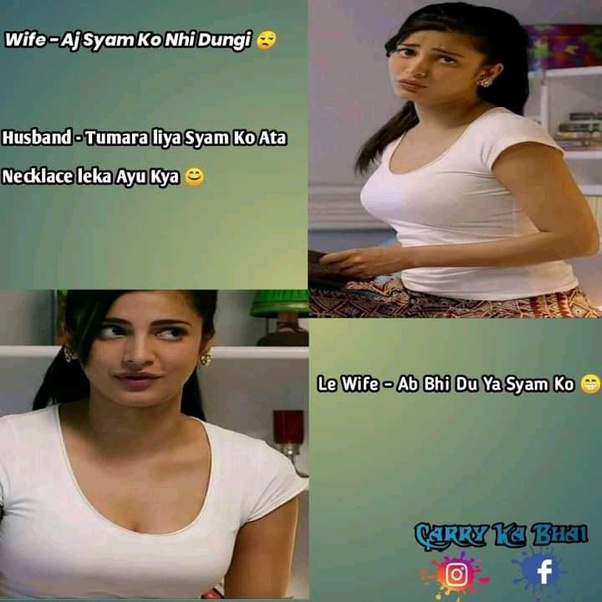 Wife - Aj Syam Ko Nhi Dungi 😔
Husband - Tumara liya Syam Ko Ata
Necklace leka Ayu Kya 😊
Le Wife - Ab Bhi Du Ya Syam Ko 😁
Carry Ka Bhai